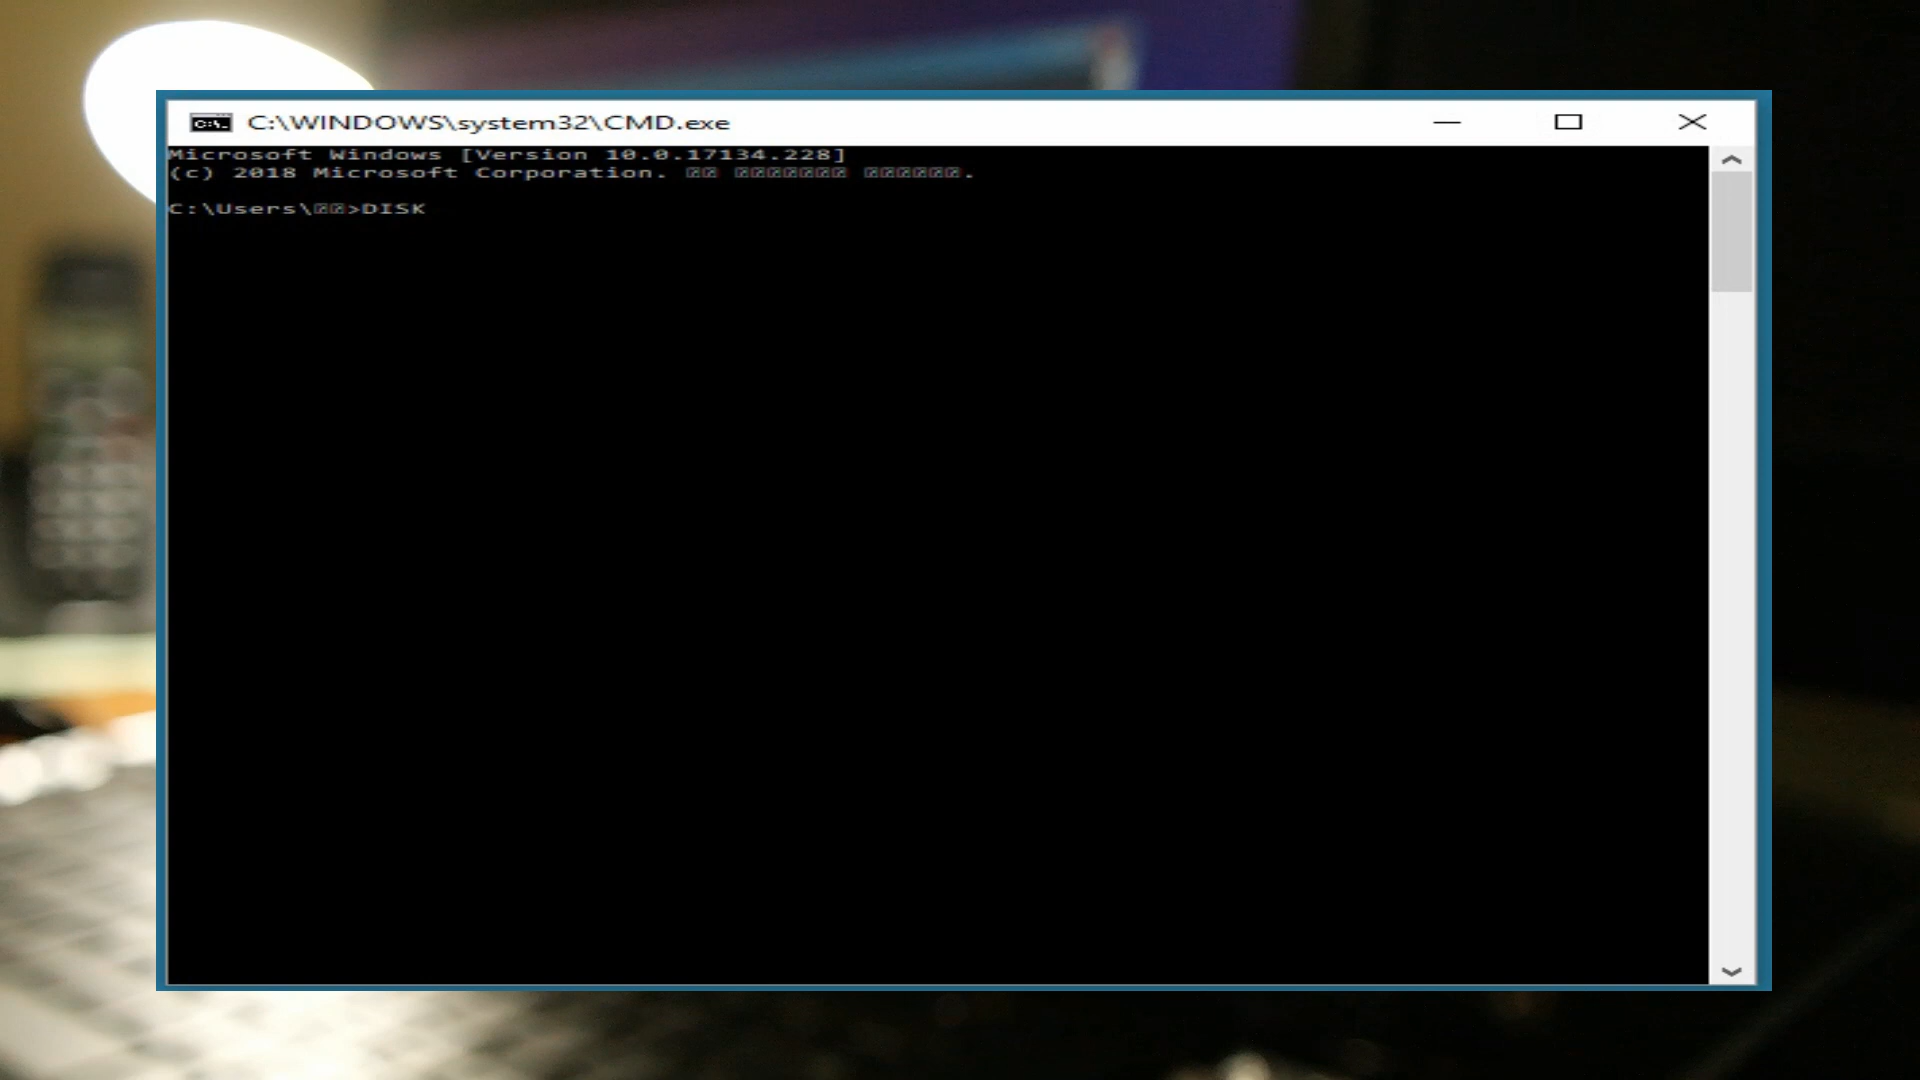 C:\WINDOWS\system32\CMD.exe
Microsoft Windows [Version 10.0.17134.228]
(c) 2018 Microsoft Corporation.
C:\Users\>DISK